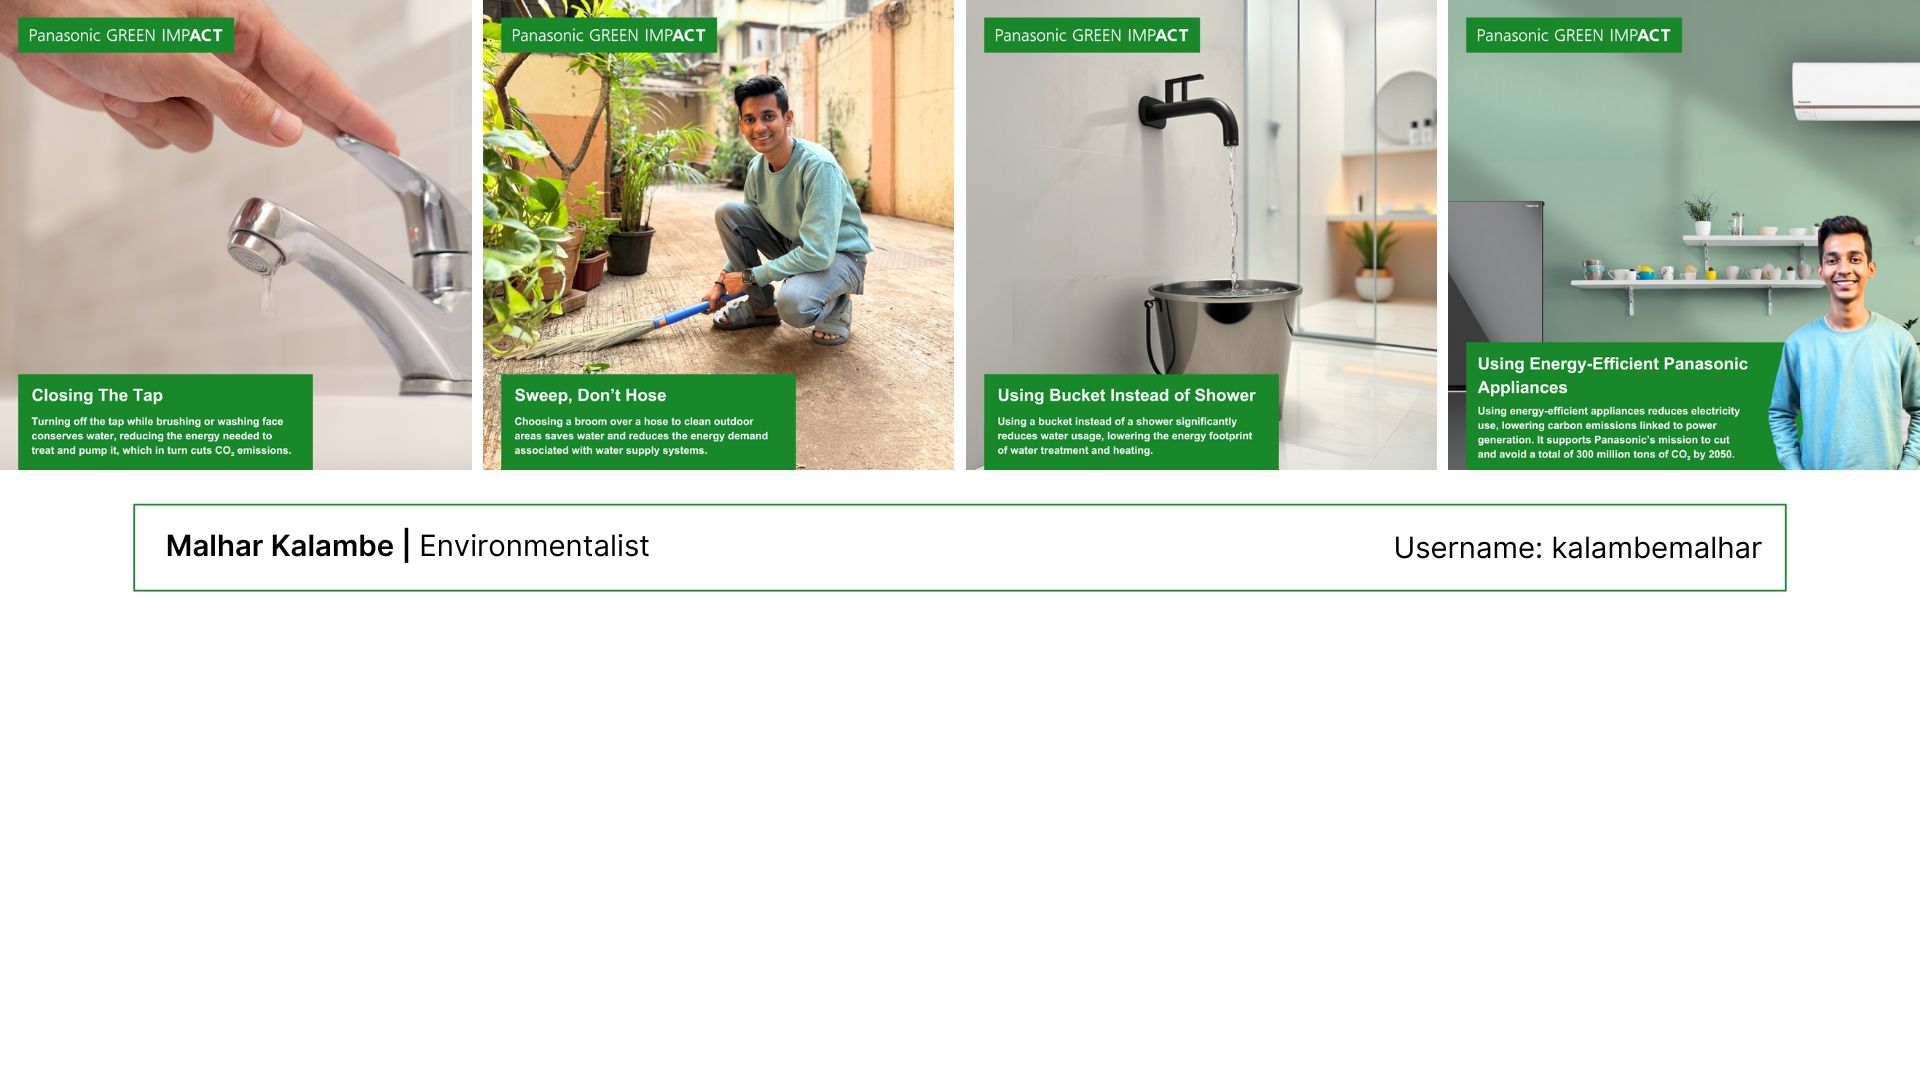 Panasonic GREEN IMPACT
Closing The Tap
Turning off the tap while brushing or washing face
conserves water, reducing the energy needed to
treat and pump it, which in turn cuts CO₂ emissions.
Panasonic GREEN IMPACT
Sweep, Don’t Hose
Choosing a broom over a hose to clean outdoor
areas saves water and reduces the energy demand
associated with water supply systems.
Panasonic GREEN IMPACT
Using Bucket Instead of Shower
Using a bucket instead of a shower significantly
reduces water usage, lowering the energy footprint
of water treatment and heating.
Panasonic GREEN IMPACT
Using Energy-Efficient Panasonic
Appliances
Using energy-efficient appliances reduces electricity
use, lowering carbon emissions linked to power
generation. It supports Panasonic’s mission to cut
and avoid a total of 300 million tons of CO₂ by 2050.
Malhar Kalambe | Environmentalist
Username: kalambemalhar